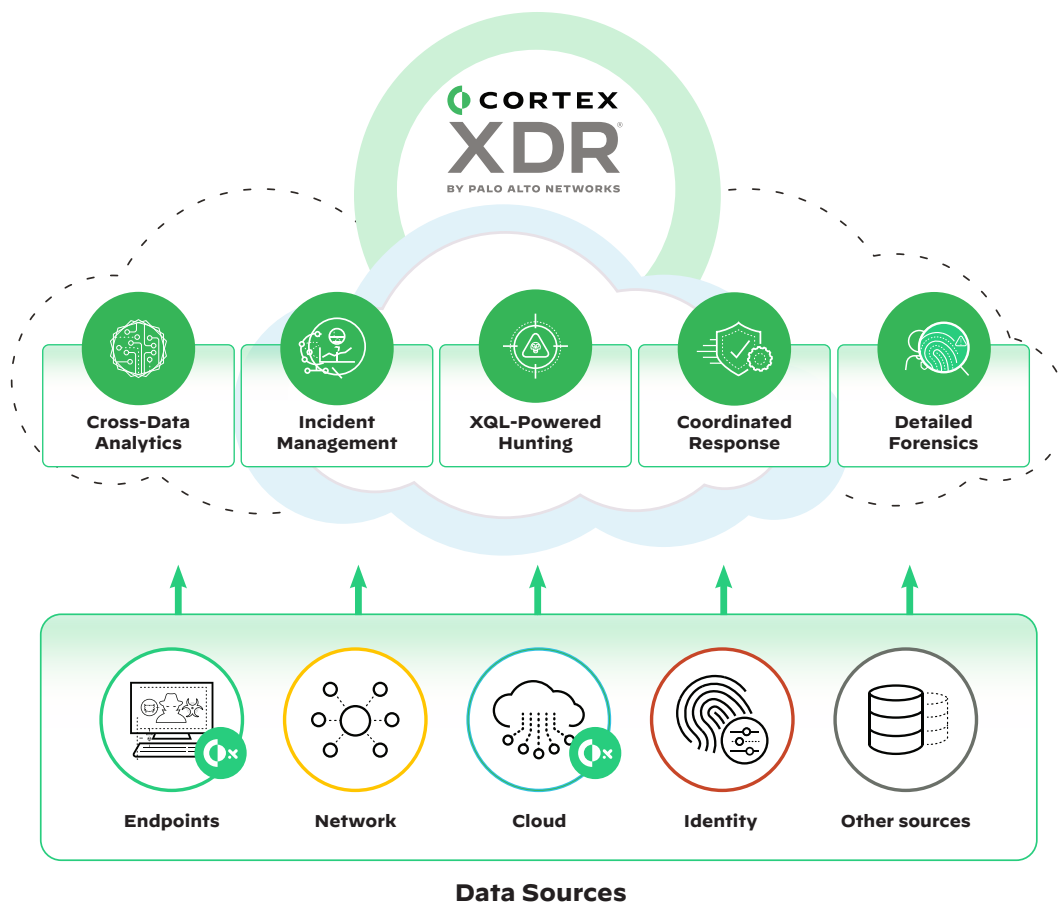 CORTEX
XDR®
BY PALO ALTO NETWORKS
Cross-Data
Analytics
Incident
Management
XQL-Powered
Hunting
Coordinated
Response
Detailed
Forensics
Endpoints
Network
Cloud
Identity
Other sources
Data Sources